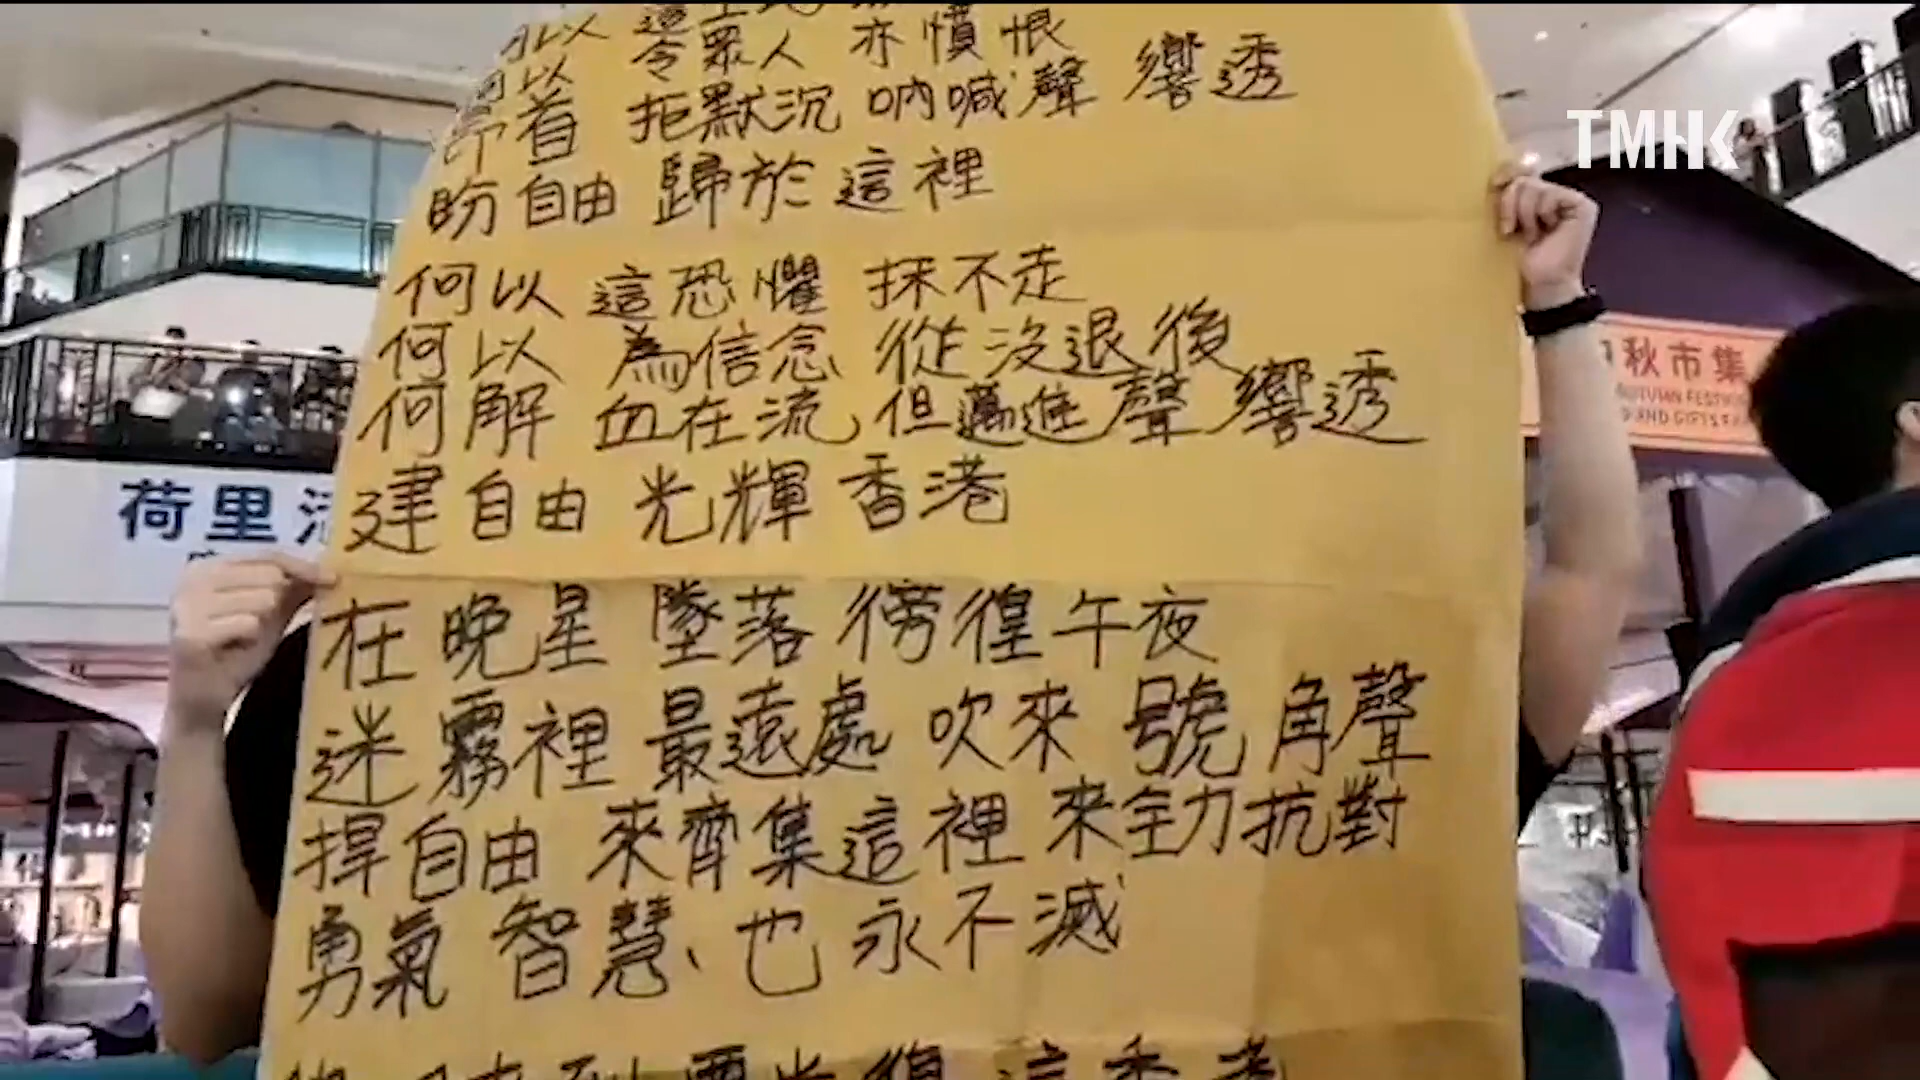 以 令眾人 亦憤恨
首 拒默沉 吶喊聲 響透
盼 自由 歸於這裡
何以 這恐懼 抹不走
何以 為信念 從沒退後
何解 血在流 但邁進聲 響透
建 自由 光輝 香港
在 晚星 墜落 徬徨午夜
迷霧裡 最遠處 吹來 號角聲
捍自由 來齊集這裡 來全力抗對
勇氣 智慧、也 永不滅
TMHK
荷里
秋市集
AND GIFTS